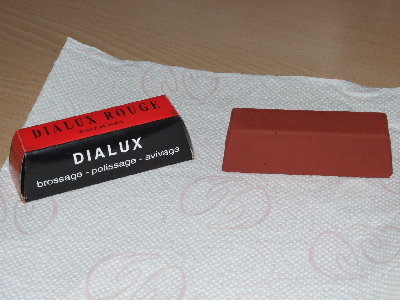 DIALUX ROUGE
DIALUX
brossage - polissage - avivage